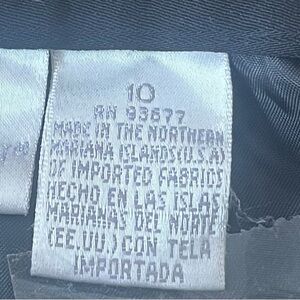 10
RN 93677
MADE IN THE NORTHERN
MARIANA ISLANDS(U.S.A)
OF IMPORTED FABRICS
HECHO EN LAS ISLAS
MARIANAS DEL NORTE
(EE.UU.) CON TELA
IMPORTADA